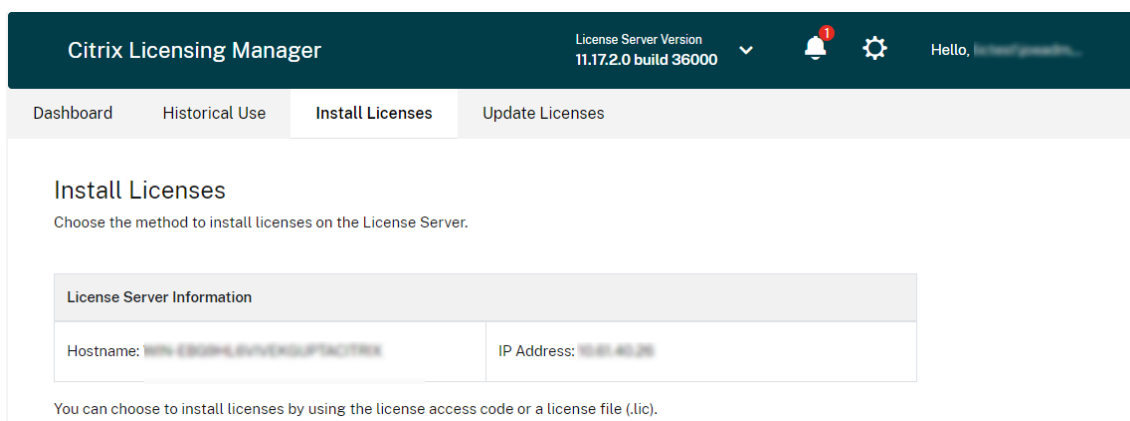 Citrix Licensing Manager
License Server Version
11.17.2.0 build 36000
1
Hello,
Dashboard Historical Use Install Licenses Update Licenses
Install Licenses
Choose the method to install licenses on the License Server.
License Server Information
Hostname: IP Address:
You can choose to install licenses by using the license access code or a license file (.lic).